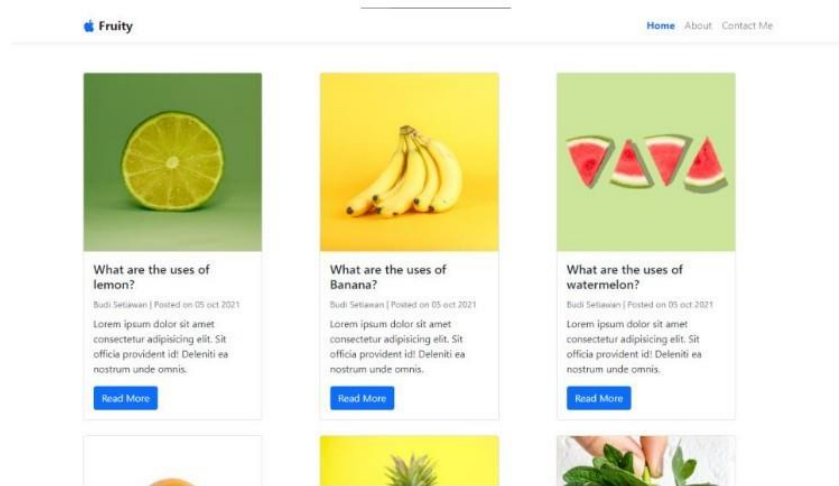 Fruity
Home About Contact Me
What are the uses of
lemon?
Budi Setiawan | Posted on 05 oct 2021
Lorem ipsum dolor sit amet
consectetur adipisicing elit. Sit
officia provident id! Deleniti ea
nostrum unde omnis.
Read More
What are the uses of
Banana?
Budi Setiawan | Posted on 05 oct 2021
Lorem ipsum dolor sit amet
consectetur adipisicing elit. Sit
officia provident id! Deleniti ea
nostrum unde omnis.
Read More
What are the uses of
watermelon?
Budi Setiawan | Posted on 05 oct 2021
Lorem ipsum dolor sit amet
consectetur adipisicing elit. Sit
officia provident id! Deleniti ea
nostrum unde omnis.
Read More